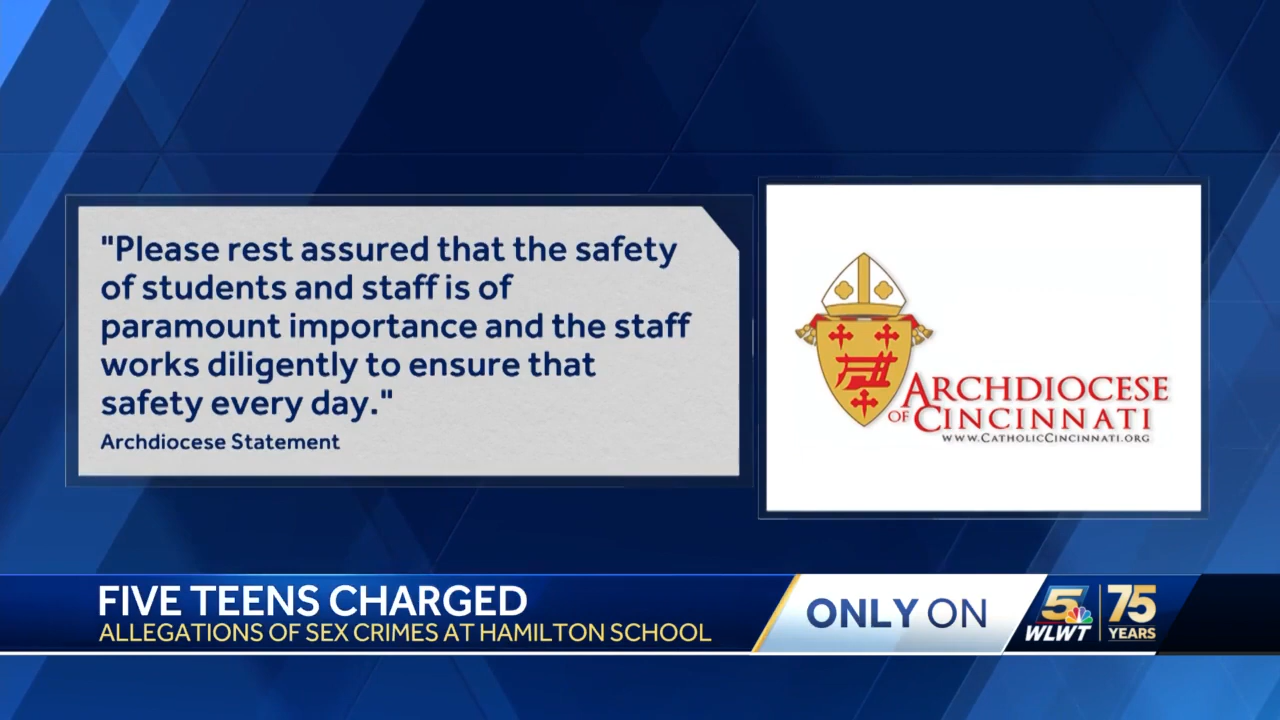 "Please rest assured that the safety
of students and staff is of
paramount importance and the staff
works diligently to ensure that
safety every day."
Archdiocese Statement
ARCHDIOCESE
OF CINCINNATI
WWW.CATHOLICCINCINNATI.ORG
FIVE TEENS CHARGED
ALLEGATIONS OF SEX CRIMES AT HAMILTON SCHOOL
ONLY ON
5
WLWT
75
YEARS